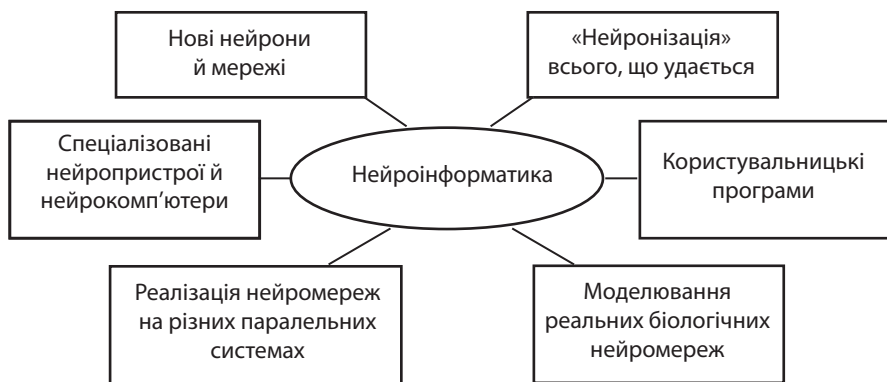 Нові нейрони
й мережі
«Нейронізація»
всього, що удається
Спеціалізовані
нейропристрої й
нейрокомп’ютери
Нейроінформатика
Користувальницькі
програми
Реалізація нейромереж
на різних паралельних
системах
Моделювання
реальних біологічних
нейромереж